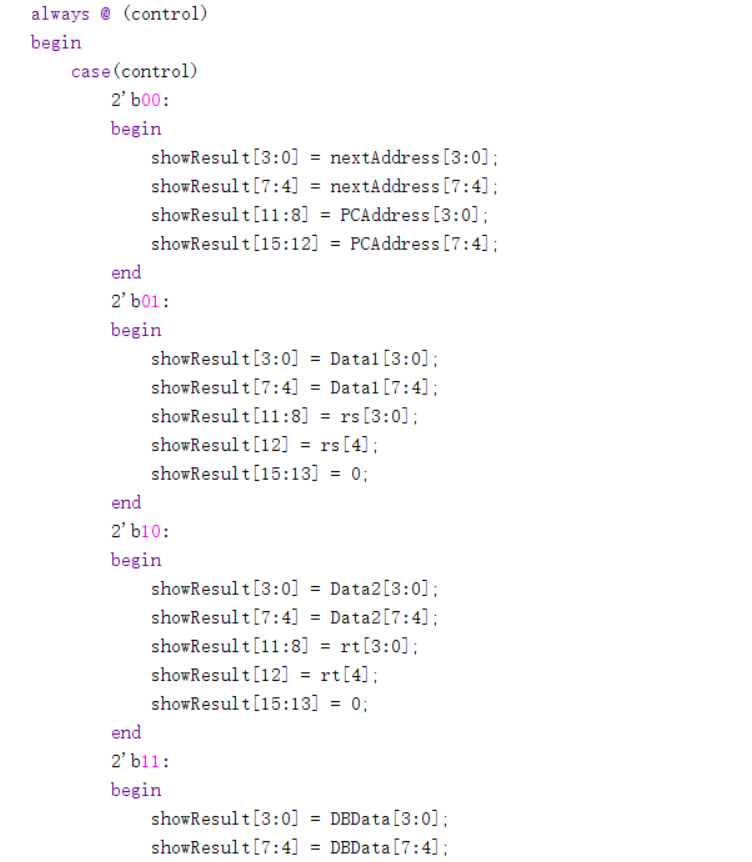 always @ (control)
begin
case(control)
2'b00:
begin
showResult[3:0] = nextAddress[3:0];
showResult[7:4] = nextAddress[7:4];
showResult[11:8] = PCAddress[3:0];
showResult[15:12] = PCAddress[7:4];
end
2'b01:
begin
showResult[3:0] = Data1[3:0];
showResult[7:4] = Data1[7:4];
showResult[11:8] = rs[3:0];
showResult[12] = rs[4];
showResult[15:13] = 0;
end
2'b10:
begin
showResult[3:0] = Data2[3:0];
showResult[7:4] = Data2[7:4];
showResult[11:8] = rt[3:0];
showResult[12] = rt[4];
showResult[15:13] = 0;
end
2'b11:
begin
showResult[3:0] = DBData[3:0];
showResult[7:4] = DBData[7:4];